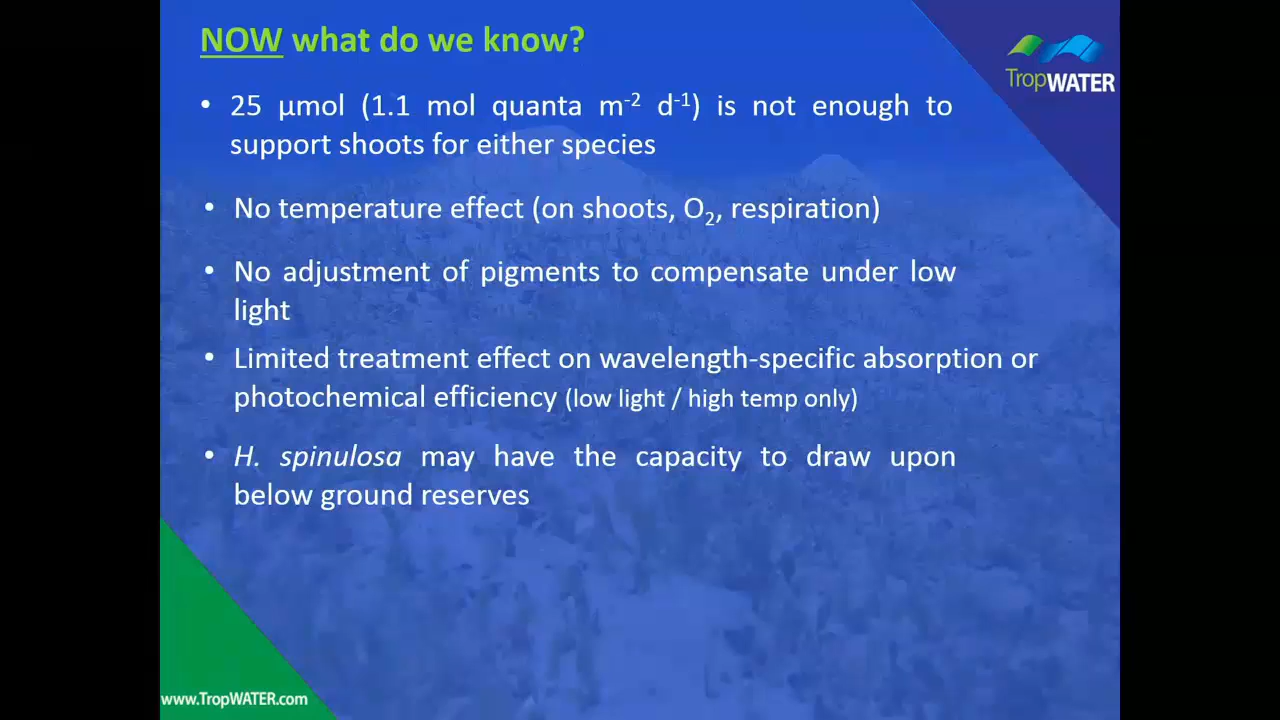 NOW what do we know?
TropWATER
• 25 µmol (1.1 mol quanta m⁻² d⁻¹) is not enough to
support shoots for either species
• No temperature effect (on shoots, O₂, respiration)
• No adjustment of pigments to compensate under low
light
• Limited treatment effect on wavelength-specific absorption or
photochemical efficiency (low light / high temp only)
• H. spinulosa may have the capacity to draw upon
below ground reserves
www.TropWATER.com